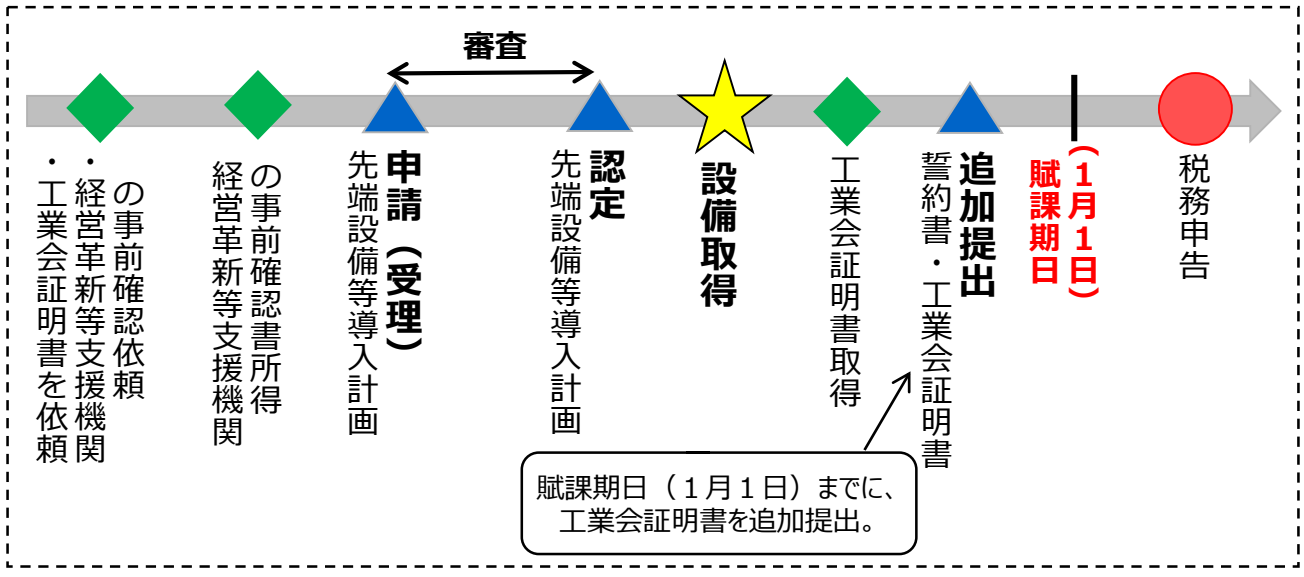 審査
・工業会証明書を依頼
・経営革新等支援機関
の事前確認依頼
経営革新等支援機関
の事前確認書所得
先端設備等導入計画
申請（受理）
先端設備等導入計画
認定
設備取得
工業会証明書取得
誓約書・工業会証明書
追加提出
賦課期日
（１月１日）
税務申告
賦課期日（１月１日）までに、
工業会証明書を追加提出。